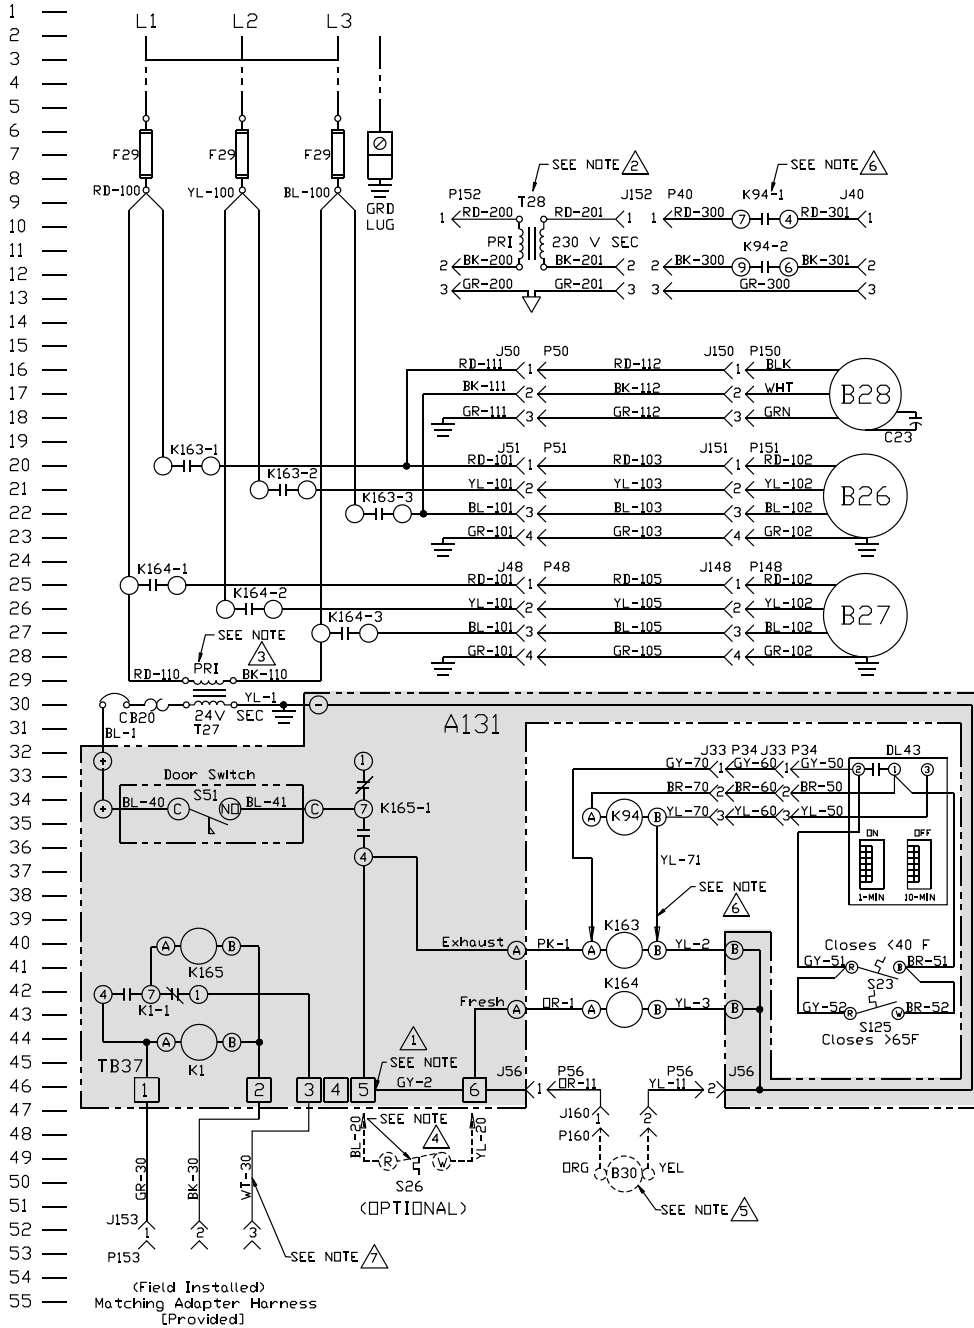 1
L1 L2 L3
2
3
4
5
6
7 F29 F29 F29
SEE NOTE 2 SEE NOTE 6
8
RD-100 YL-100 BL-100
P152 T28 J152 P40 K94-1 J40
9 GRD
1 RD-200 RD-201 1 1 RD-300 7 4 RD-301 1
10 LUG
11 PRI 230 V SEC K94-2
12 2 BK-200 BK-201 2 2 BK-300 9 6 BK-301 2
13 3 GR-200 GR-201 3 3 GR-300 3
14
15
J50 P50 J150 P150
16 RD-111 1 RD-112 1 BLK
17 BK-111 2 BK-112 2 WHT B28
18 GR-111 3 GR-112 3 GRN
19 K163-1 C23
J51 P51 J151 P151
20 RD-101 1 RD-103 1 RD-102
K163-2
21 YL-101 2 YL-103 2 YL-102 B26
K163-3
22 BL-101 3 BL-103 3 BL-102
23 GR-101 4 GR-103 4 GR-102
24
K164-1 J48 P48 J148 P148
25 RD-101 1 RD-105 1 RD-102
K164-2
26 YL-101 2 YL-105 2 YL-102 B27
K164-3
27 BL-101 3 BL-105 3 BL-102
SEE NOTE 3
28 GR-101 4 GR-105 4 GR-102
PRI
29 RD-110 BK-110
YL-1
30 CB20 24V SEC -
31 BL-1 T27 A131
32 + 1
J33 P34 J33 P34 DL43
33 Door Switch GY-70 1 GY-60 1 GY-50 2 1 3
S51
BR-70 2 BR-60 2 BR-50
34 + BL-40 C NO BL-41 C 7 K165-1
35 A K94 B YL-70 3 YL-60 3 YL-50
ON OFF
36 4
37 YL-71
38 SEE NOTE 6 1-MIN 10-MIN
39
K163
40 A B Exhaust A PK-1 A B YL-2 B Closes <40 F
K165
41 GY-51 R B BR-51
S23
42 4 7 1 K164
K1-1
Fresh A OR-1 A B YL-3 B
43 GY-52 R W BR-52
S125
44 A B 1 Closes >65F
K1
45 TB37 SEE NOTE
GY-2 J56 P56 P56 J56
46 1 2 3 4 5 6 1 OR-11 YL-11 2
47
SEE NOTE 4 J160 1 2
48 BL-20 YL-20 P160
49 R W ORG B30 YEL
50 GR-30 BK-30 WT-30 S26
51 (OPTIONAL) SEE NOTE 5
J153
52 1 2 3
53 P153 SEE NOTE 7
54
(Field Installed)
55 Matching Adapter Harness
[Provided]